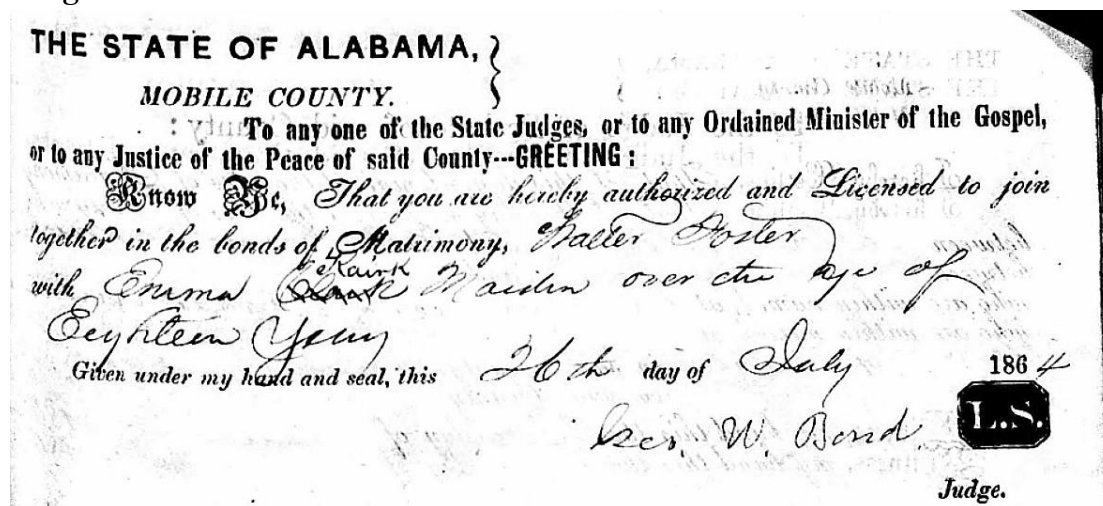 THE STATE OF ALABAMA,
MOBILE COUNTY.
To any one of the State Judges, or to any Ordained Minister of the Gospel,
or to any Justice of the Peace of said County---GREETING:
Know Ye, That you are hereby authorized and Licensed to join
together in the bonds of Matrimony, Walter Foster
with Emma Maiden over the age of
Eeighteen Years
Given under my hand and seal, this 26th day of July 1864
Geo. W. Bond L.S.
Judge.